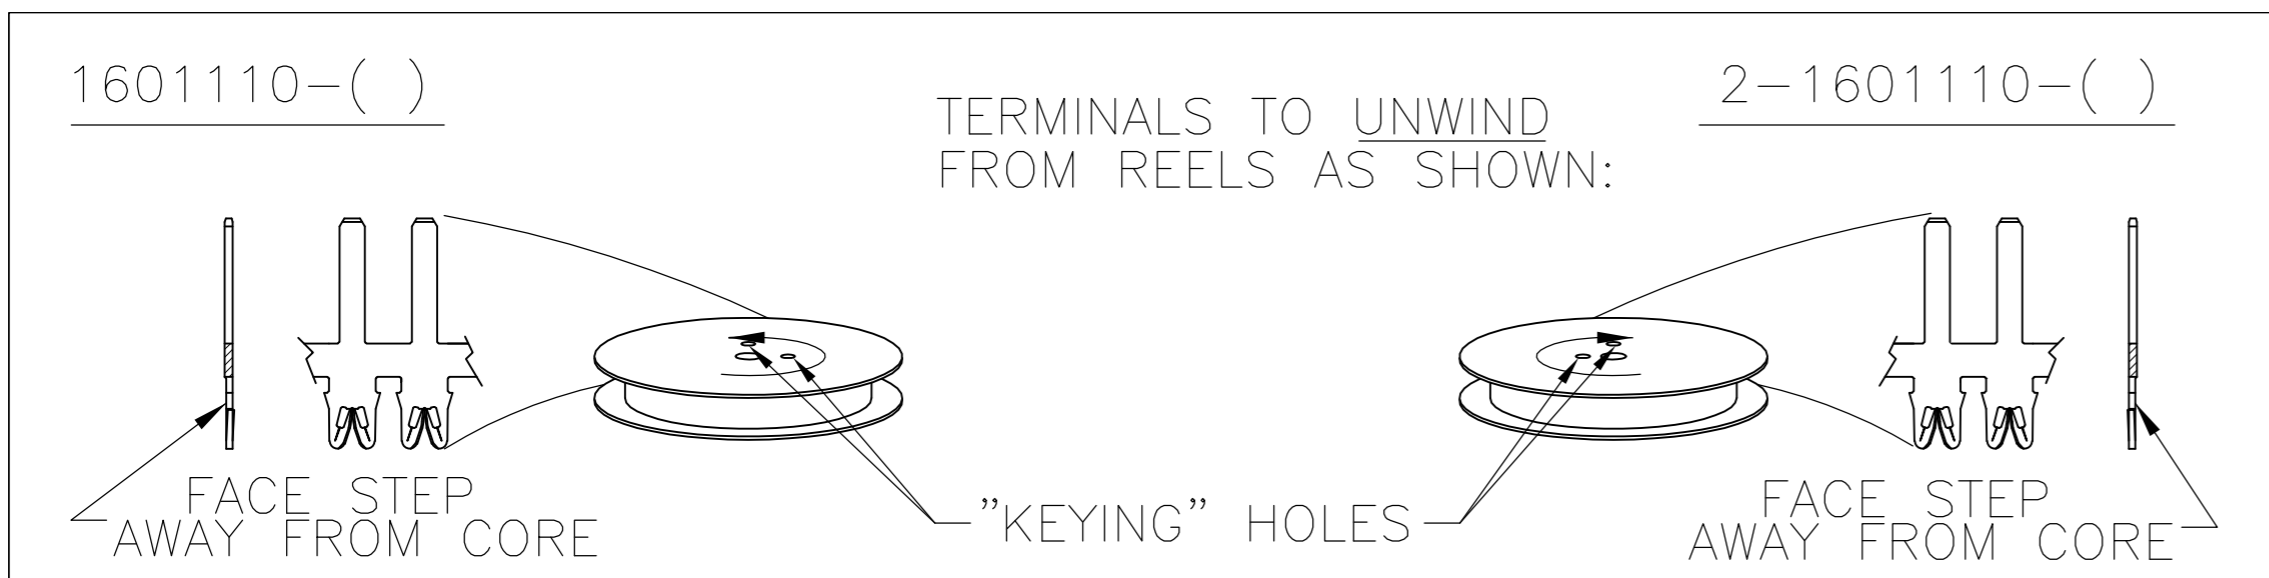 1601110-( )
TERMINALS TO UNWIND
FROM REELS AS SHOWN:
2-1601110-( )
FACE STEP
AWAY FROM CORE
"KEYING" HOLES
FACE STEP
AWAY FROM CORE